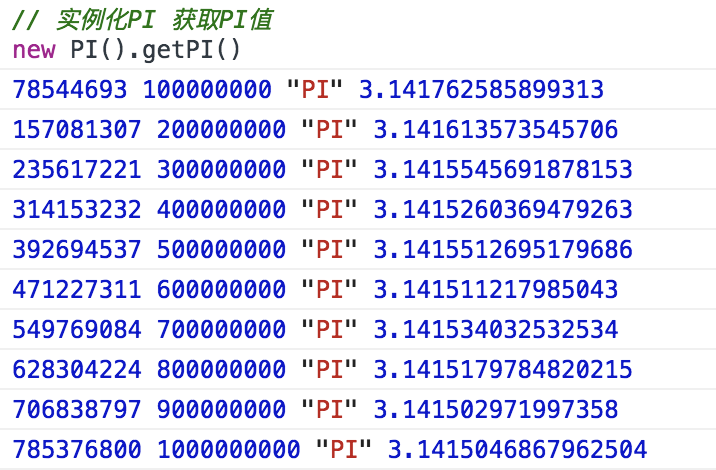 // 实例化PI 获取PI值
new PI().getPI()
78544693 100000000 "PI" 3.141762585899313
157081307 200000000 "PI" 3.141613573545706
235617221 300000000 "PI" 3.1415545691878153
314153232 400000000 "PI" 3.1415260369479263
392694537 500000000 "PI" 3.1415512695179686
471227311 600000000 "PI" 3.141511217985043
549769084 700000000 "PI" 3.141534032532534
628304224 800000000 "PI" 3.1415179784820215
706838797 900000000 "PI" 3.141502971997358
785376800 1000000000 "PI" 3.1415046867962504